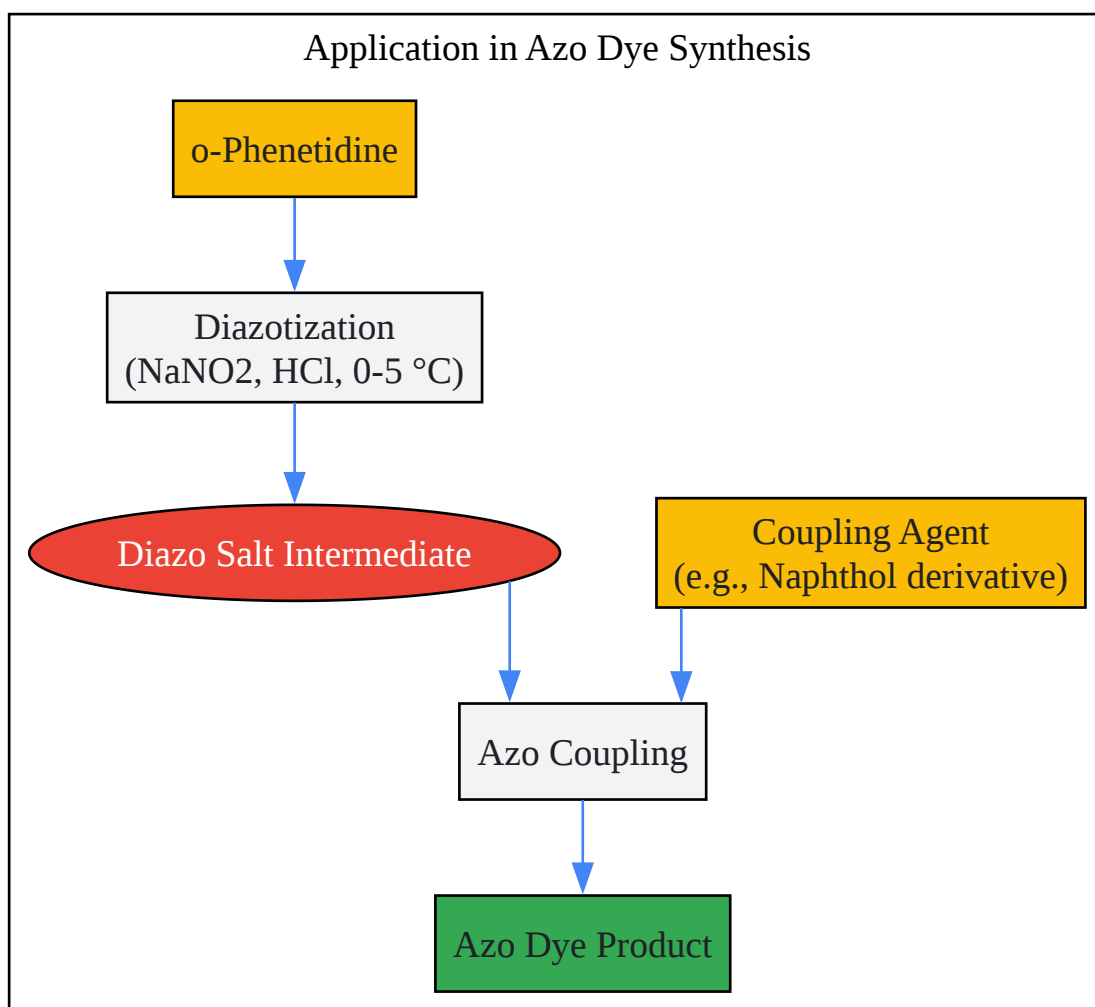 Application in Azo Dye Synthesis
o-Phenetidine
Diazotization
(NaNO2, HCl, 0-5 °C)
Diazo Salt Intermediate
Coupling Agent
(e.g., Naphthol derivative)
Azo Coupling
Azo Dye Product